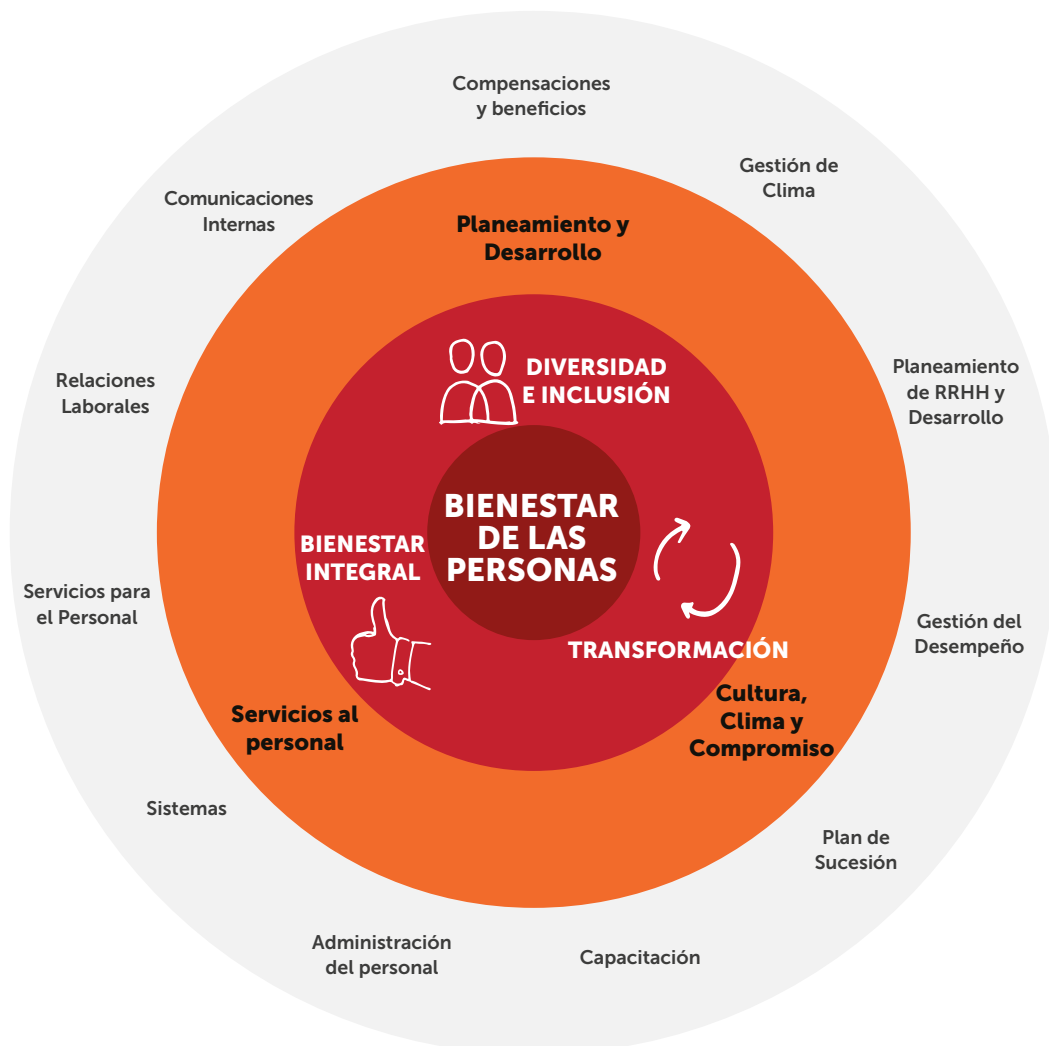 Compensaciones
y beneficios
Gestión de
Clima
Comunicaciones
Internas
Planeamiento y
Desarrollo
DIVERSIDAD
E INCLUSIÓN
Relaciones
Laborales
Planeamiento
de RRHH y
Desarrollo
BIENESTAR
DE LAS
PERSONAS
BIENESTAR
INTEGRAL
TRANSFORMACIÓN
Servicios para
el Personal
Gestión del
Desempeño
Servicios al
personal
Cultura,
Clima y
Compromiso
Sistemas
Plan de
Sucesión
Administración
del personal
Capacitación